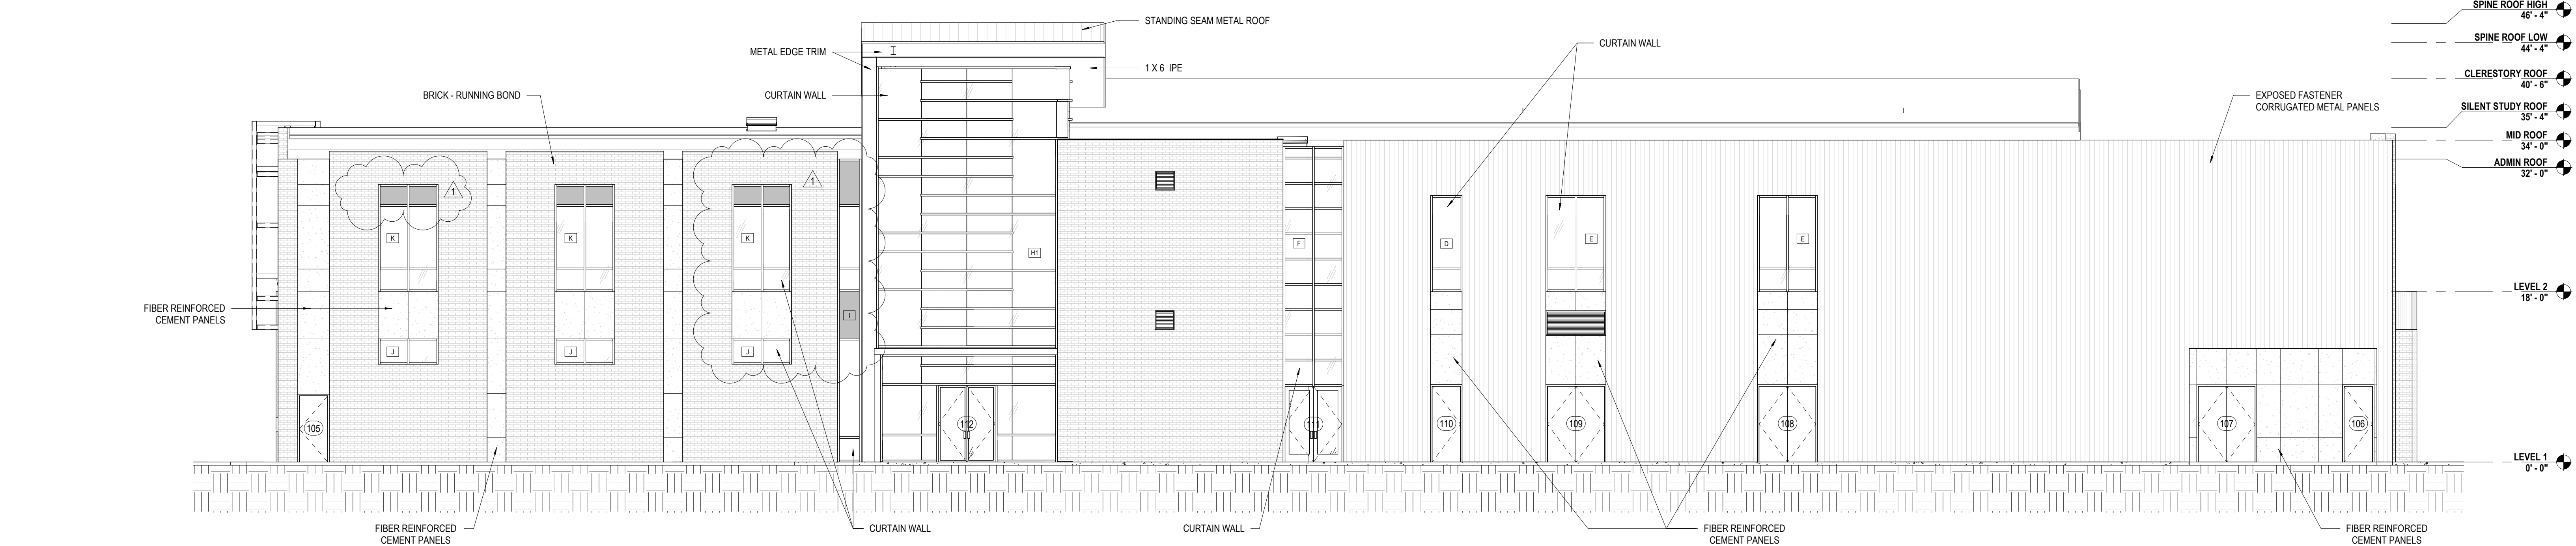 SPINE ROOF HIGH
46' - 4"
STANDING SEAM METAL ROOF
SPINE ROOF LOW
44' - 4"
METAL EDGE TRIM
CURTAIN WALL
1 X 6 IPE
CLERESTORY ROOF
40' - 6"
BRICK - RUNNING BOND
CURTAIN WALL
EXPOSED FASTENER
CORRUGATED METAL PANELS
SILENT STUDY ROOF
35' - 4"
MID ROOF
34' - 0"
ADMIN ROOF
32' - 0"
1
1
K
K
K
H1
F
D
E
E
LEVEL 2
18' - 0"
FIBER REINFORCED
CEMENT PANELS
I
J
J
J
105
112
111
110
109
108
107
106
LEVEL 1
0' - 0"
FIBER REINFORCED
CEMENT PANELS
CURTAIN WALL
CURTAIN WALL
FIBER REINFORCED
CEMENT PANELS
FIBER REINFORCED
CEMENT PANELS